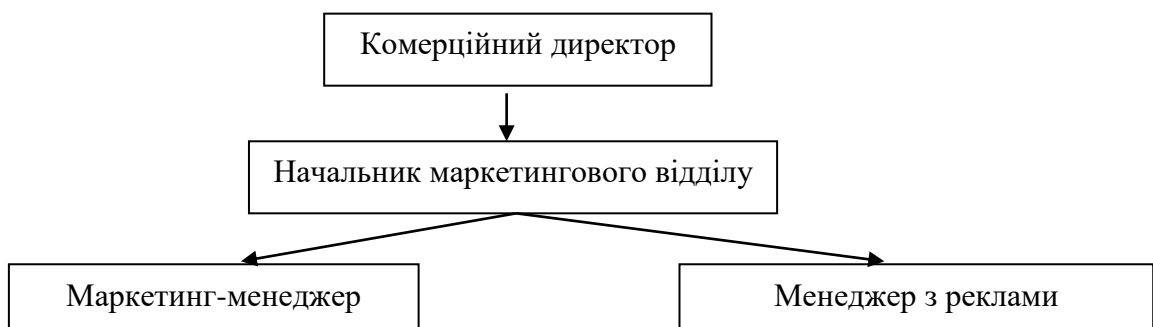 Комерційний директор
Начальник маркетингового відділу
Маркетинг-менеджер
Менеджер з реклами